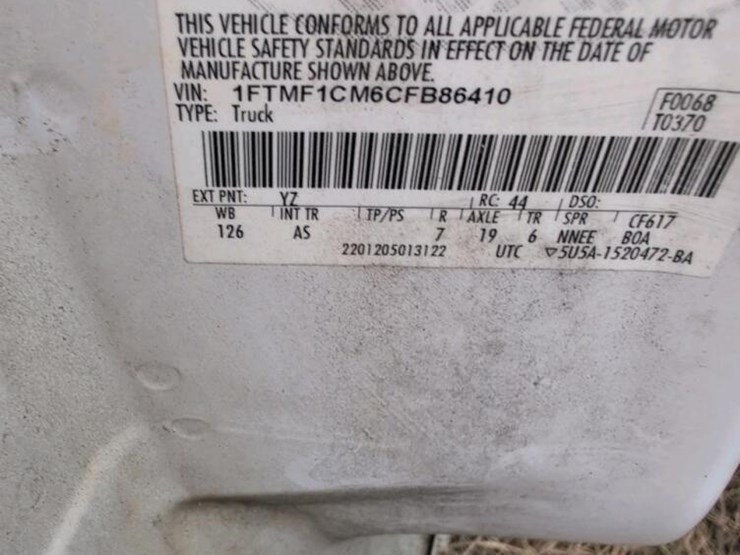 THIS VEHICLE CONFORMS TO ALL APPLICABLE FEDERAL MOTOR
VEHICLE SAFETY STANDARDS IN EFFECT ON THE DATE OF
MANUFACTURE SHOWN ABOVE.
VIN: 1FTMF1CM6CFB86410
TYPE: Truck
F0068
T0370
EXT PNT: YZ RC: 44 DSO:
WB INT TR TP/PS R AXLE TR SPR CF617
126 AS 7 19 6 NNEE BOA
2201205013122 UTC ▽5U5A-1520472-BA